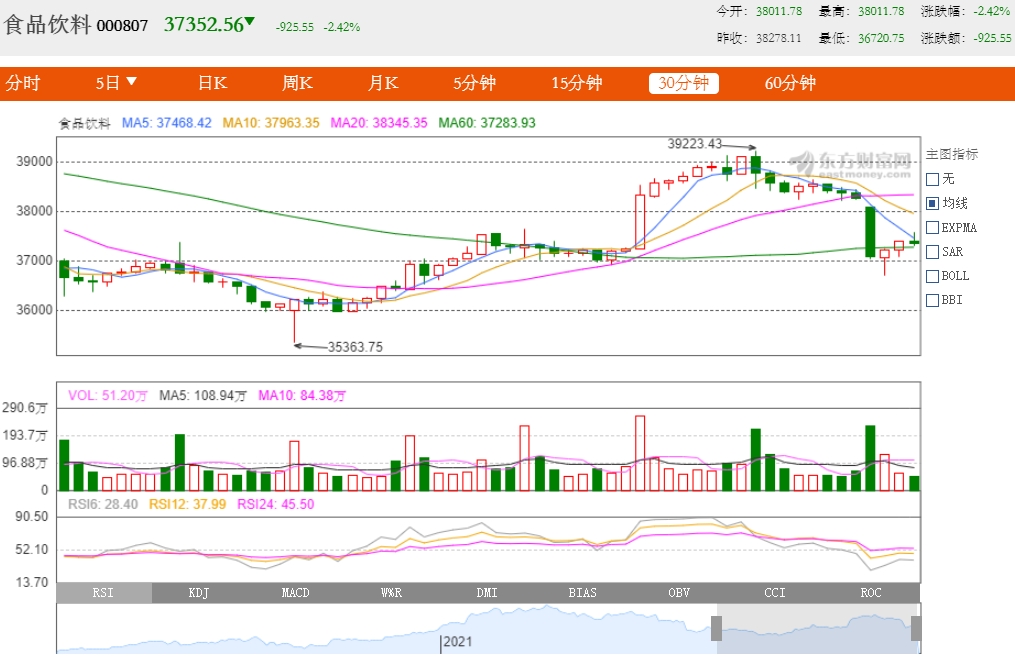 食品饮料 000807 37352.56▼ -925.55 -2.42%
今开: 38011.78 最高: 38011.78 涨跌幅: -2.42%
昨收: 38278.11 最低: 36720.75 涨跌额: -925.55
分时 5日▼ 日K 周K 月K 5分钟 15分钟 30分钟 60分钟
食品饮料 MA5: 37468.42 MA10: 37963.35 MA20: 38345.35 MA60: 37283.93
39223.43
39000
东方财富网
eastmoney.com
38000
37000
36000
35363.75
主图指标
无
均线
EXPMA
SAR
BOLL
BBI
VOL: 51.20万 MA5: 108.94万 MA10: 84.38万
290.6万
193.7万
96.88万
0
RSI6: 28.40 RSI12: 37.99 RSI24: 45.50
90.50
52.10
13.70
RSI KDJ MACD W%R DMI BIAS OBV CCI ROC
2021